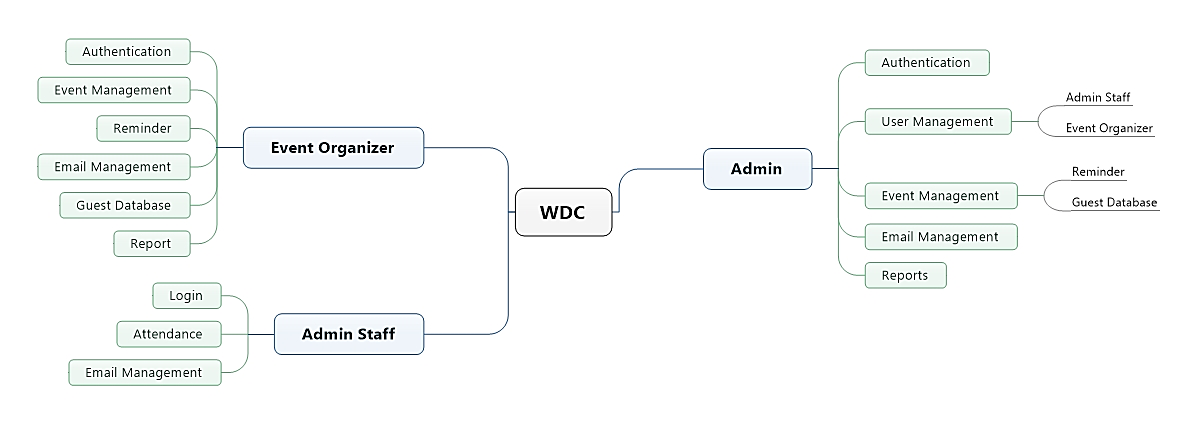 Authentication
Event Management
Reminder
Email Management
Guest Database
Report
Event Organizer
Login
Attendance
Email Management
Admin Staff
WDC
Admin
Authentication
User Management
Admin Staff
Event Organizer
Event Management
Reminder
Guest Database
Email Management
Reports